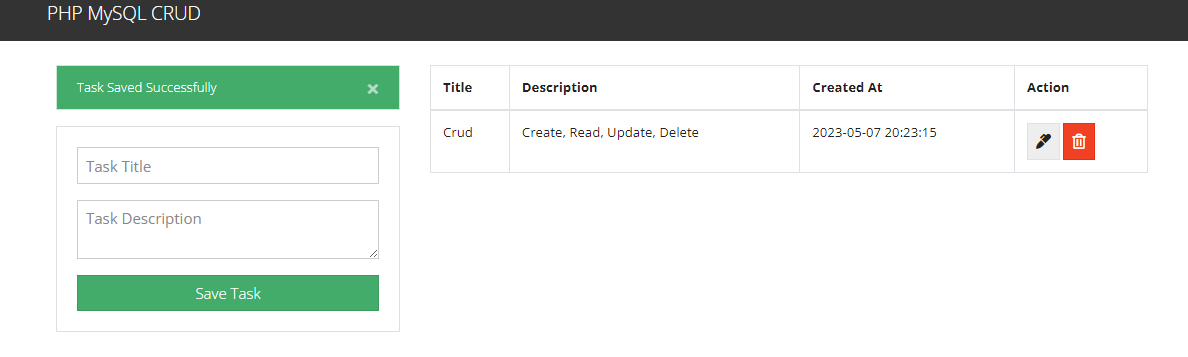 PHP MySQL CRUD
Task Saved Successfully ×
Task Title
Task Description
Save Task
Title Description Created At Action
Crud Create, Read, Update, Delete 2023-05-07 20:23:15